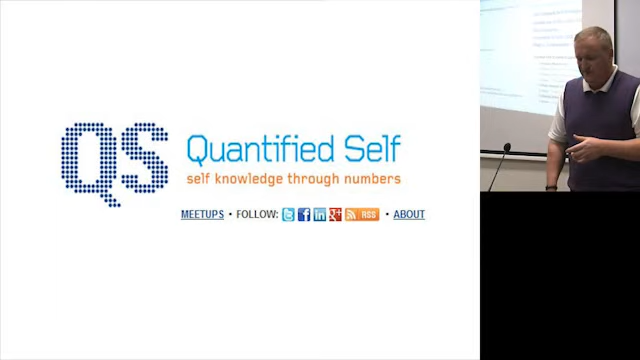 QS
Quantified Self
self knowledge through numbers
MEETUPS • FOLLOW: RSS • ABOUT